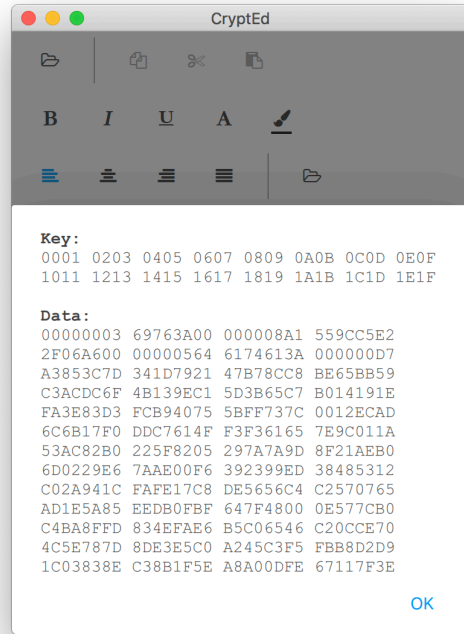 CryptEd
B I U A
Key:
0001 0203 0405 0607 0809 0A0B 0C0D 0E0F
1011 1213 1415 1617 1819 1A1B 1C1D 1E1F
Data:
00000003 69763A00 000008A1 559CC5E2
2F06A600 00000564 6174613A 000000D7
A3853C7D 341D7921 47B78CC8 BE65BB59
C3ACDC6F 4B139EC1 5D3B65C7 B014191E
FA3E83D3 FCB94075 5BFF737C 0012ECAD
6C6B17F0 DDC7614F F3F36165 7E9C011A
53AC82B0 225F8205 297A7A9D 8F21AEB0
6D0229E6 7AAE00F6 392399ED 38485312
C02A941C FAFE17C8 DE5656C4 C2570765
AD1E5A85 EEDB0FBF 647F4800 0E577CB0
C4BA8FFD 834EFAE6 B5C06546 C20CCE70
4C5E787D 8DE3E5C0 A245C3F5 FBB8D2D9
1C03838E C38B1F5E A8A00DFE 67117F3E
OK